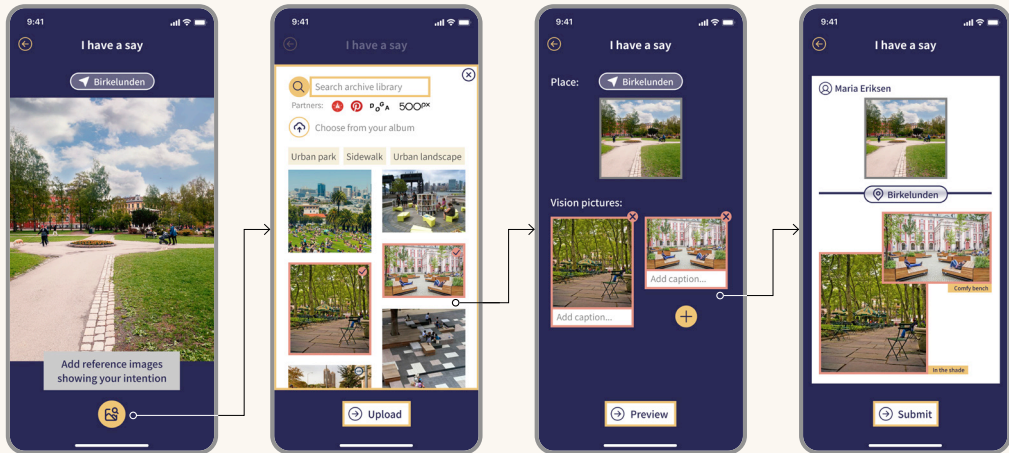 9:41
I have a say
Birkelunden
Add reference images
showing your intention
9:41
I have a say
Search archive library
Partners:
DOGA
500px
Choose from your album
Urban park
Sidewalk
Urban landscape
Upload
9:41
I have a say
Place:
Birkelunden
Vision pictures:
Add caption...
Add caption...
Preview
9:41
I have a say
Maria Eriksen
Birkelunden
Comfy bench
In the shade
Submit